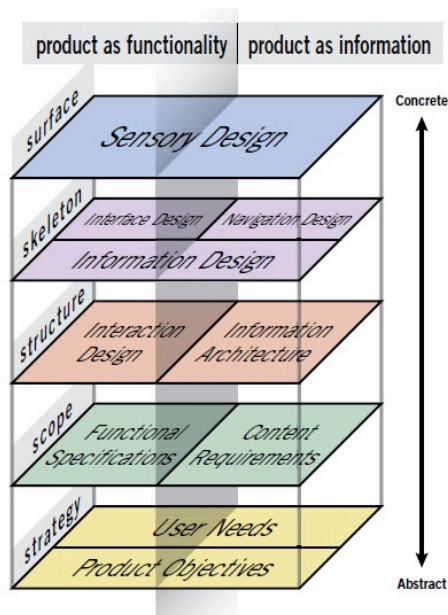 product as functionality product as information
Concrete
surface
Sensory Design
skeleton
Interface Design Navigation Design
Information Design
structure
Interaction Information
Design Architecture
scope
Functional Content
Specifications Requirements
strategy
User Needs
Product Objectives
Abstract